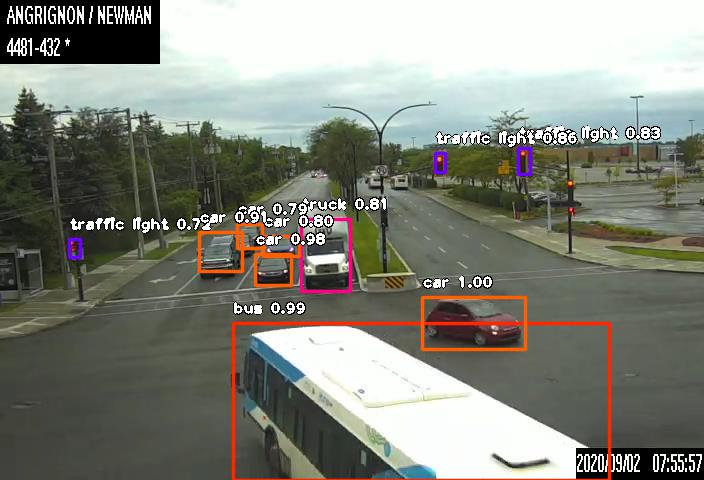 ANGRIGNON / NEWMAN
4481-432 *
traffic light 0.86
traffic light 0.83
traffic light 0.72
car 0.91
car 0.79
car 0.80
truck 0.81
car 0.98
car 1.00
bus 0.99
2020/09/02 07:55:57